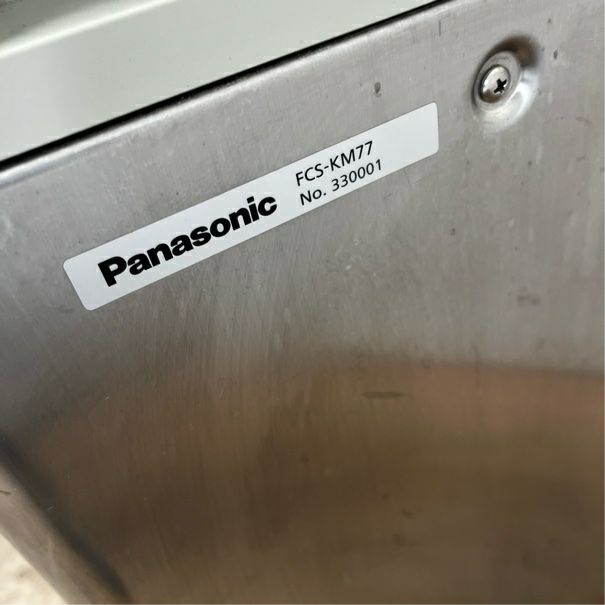 Panasonic
FCS-KM77
No. 330001